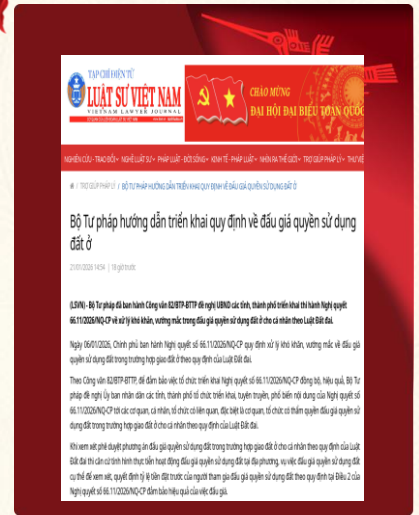 TẠP CHÍ ĐIỆN TỬ
LUẬT SƯ VIỆT NAM
VIETNAM LAWYER JOURNAL
CHÀO MỪNG
ĐẠI HỘI ĐẠI BIỂU TOÀN QUỐC
NGHIÊN CỨU - TRAO ĐỔI NGHỀ LUẬT SƯ PHÁP LUẬT - ĐỜI SỐNG KINH TẾ - PHÁP LUẬT NHÌN RA THẾ GIỚI TRỢ GIÚP PHÁP LÝ THƯ VIỆ
/ TRỢ GIÚP PHÁP LÝ / BỘ TƯ PHÁP HƯỚNG DẪN TRIỂN KHAI QUY ĐỊNH VỀ ĐẤU GIÁ QUYỀN SỬ DỤNG ĐẤT Ở
Bộ Tư pháp hướng dẫn triển khai quy định về đấu giá quyền sử dụng
đất ở
21/01/2026 14:54 | 18 giờ trước
(LSVN) - Bộ Tư pháp đã ban hành Công văn 82/BTP-BTTP đề nghị UBND các tỉnh, thành phố triển khai thi hành Nghị quyết
66.11/2026/NQ-CP về xử lý khó khăn, vướng mắc trong đấu giá quyền sử dụng đất ở cho cá nhân theo Luật Đất đai.
Ngày 06/01/2026, Chính phủ ban hành Nghị quyết số 66.11/2026/NQ-CP quy định xử lý khó khăn, vướng mắc về đấu giá
quyền sử dụng đất trong trường hợp giao đất ở theo quy định của Luật Đất đai.
Theo Công văn 82/BTP-BTTP, để đảm bảo việc tổ chức triển khai Nghị quyết số 66.11/2026/NQ-CP đồng bộ, hiệu quả, Bộ Tư
pháp đề nghị Ủy ban nhân dân các tỉnh, thành phố tổ chức triển khai, tuyên truyền, phổ biến nội dung của Nghị quyết số
66.11/2026/NQ-CP tới các cơ quan, cá nhân, tổ chức có liên quan, đặc biệt là cơ quan, tổ chức có thẩm quyền đấu giá quyền sử
dụng đất trong trường hợp giao đất ở cho cá nhân theo quy định của Luật Đất đai.
Khi xem xét phê duyệt phương án đấu giá quyền sử dụng đất trong trường hợp giao đất ở cho cá nhân theo quy định của Luật
Đất đai thì căn cứ tình hình thực tiễn hoạt động đấu giá quyền sử dụng đất tại địa phương, vụ việc đấu giá quyền sử dụng đất
cụ thể để xem xét, quyết định tỷ lệ tiền đặt trước của người tham gia đấu giá quyền sử dụng đất theo quy định tại Điều 2 của
Nghị quyết số 66.11/2026/NQ-CP đảm bảo hiệu quả của việc đấu giá.